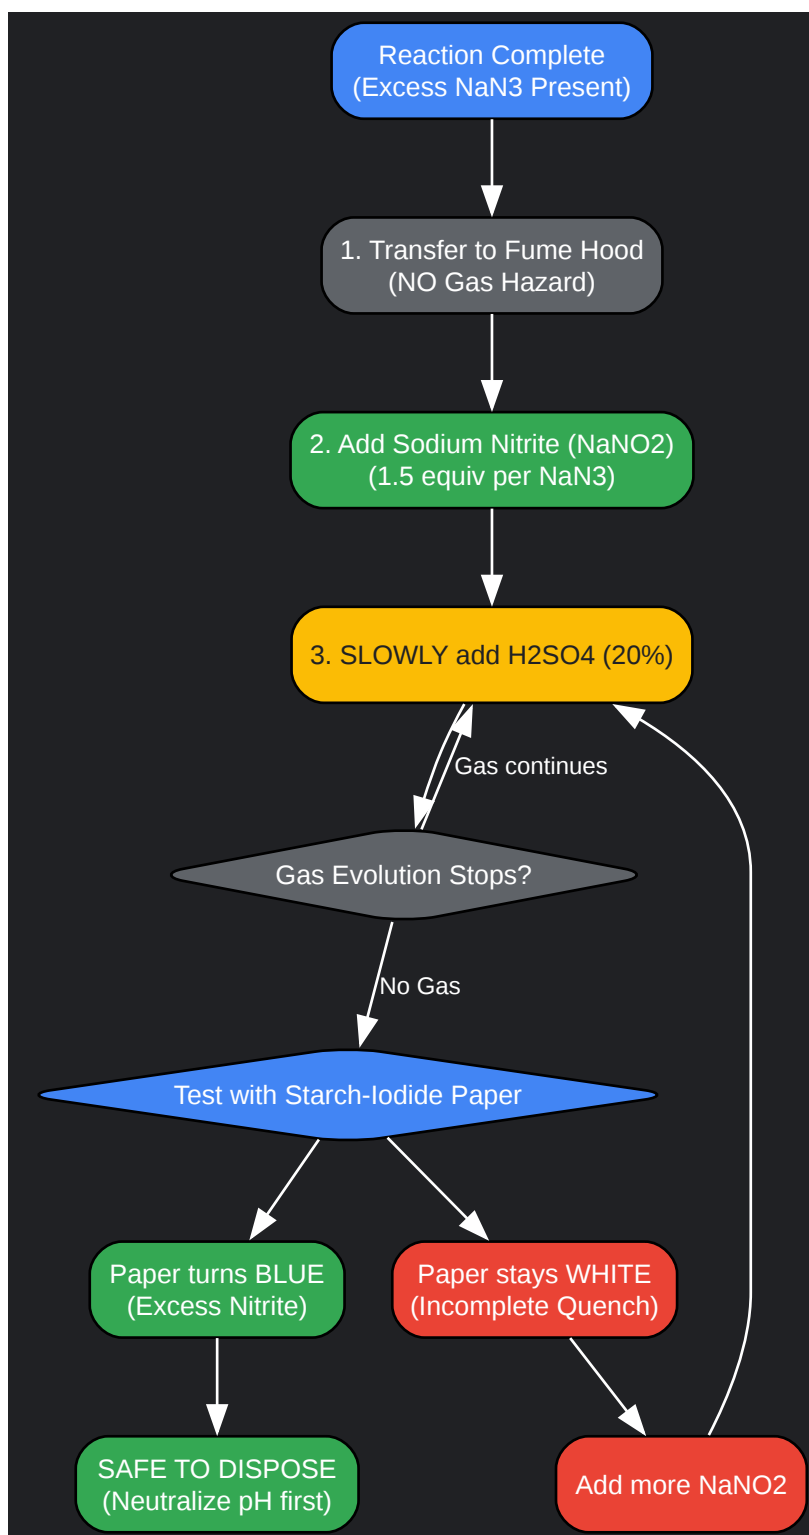 Reaction Complete
(Excess NaN3 Present)
1. Transfer to Fume Hood
(NO Gas Hazard)
2. Add Sodium Nitrite (NaNO2)
(1.5 equiv per NaN3)
3. SLOWLY add H2SO4 (20%)
Gas continues
Gas Evolution Stops?
No Gas
Test with Starch-Iodide Paper
Paper turns BLUE
(Excess Nitrite)
Paper stays WHITE
(Incomplete Quench)
SAFE TO DISPOSE
(Neutralize pH first)
Add more NaNO2